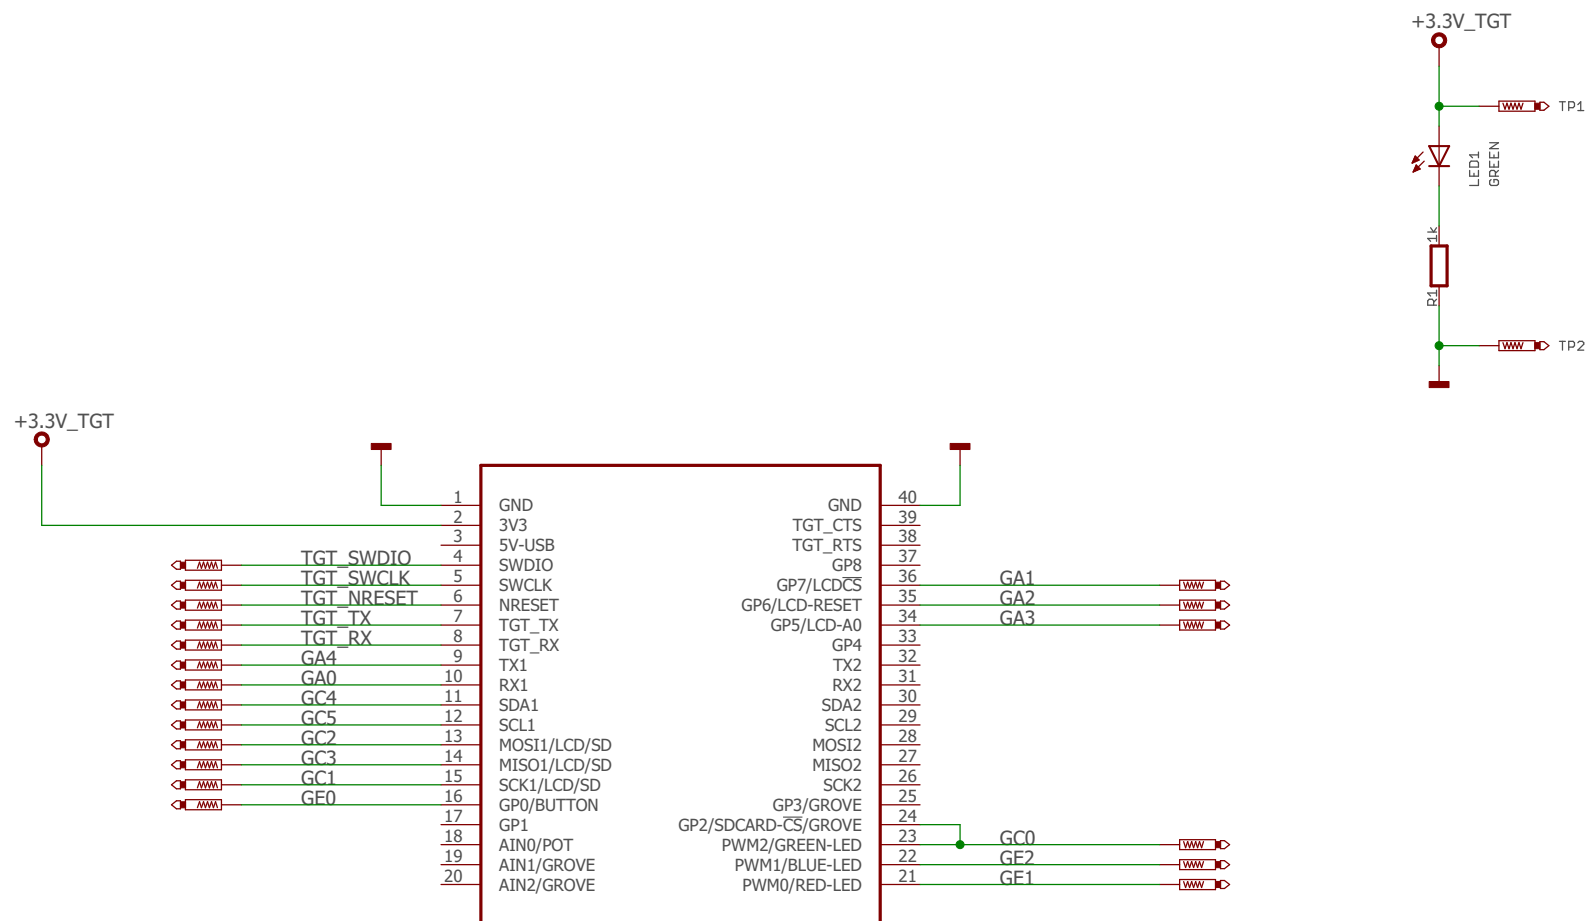 +3.3V_TGT
TP1
LED1
GREEN
1k
R1
TP2
+3.3V_TGT
1 GND
2 3V3
3 5V-USB
TGT_SWDIO 4 SWDIO
TGT_SWCLK 5 SWCLK
TGT_NRESET 6 NRESET
TGT_TX 7 TGT_TX
TGT_RX 8 TGT_RX
GA4 9 TX1
GA0 10 RX1
GC4 11 SDA1
GC5 12 SCL1
GC2 13 MOSI1/LCD/SD
GC3 14 MISO1/LCD/SD
GC1 15 SCK1/LCD/SD
GE0 16 GP0/BUTTON
17 GP1
18 AIN0/POT
19 AIN1/GROVE
20 AIN2/GROVE
GND 40
TGT_CTS 39
TGT_RTS 38
GP8 37
GP7/LCDCS 36 GA1
GP6/LCD-RESET 35 GA2
GP5/LCD-A0 34 GA3
GP4 33
TX2 32
RX2 31
SDA2 30
SCL2 29
MOSI2 28
MISO2 27
SCK2 26
GP3/GROVE 25
GP2/SDCARD-CS/GROVE 24
PWM2/GREEN-LED 23 GC0
PWM1/BLUE-LED 22 GE2
PWM0/RED-LED 21 GE1